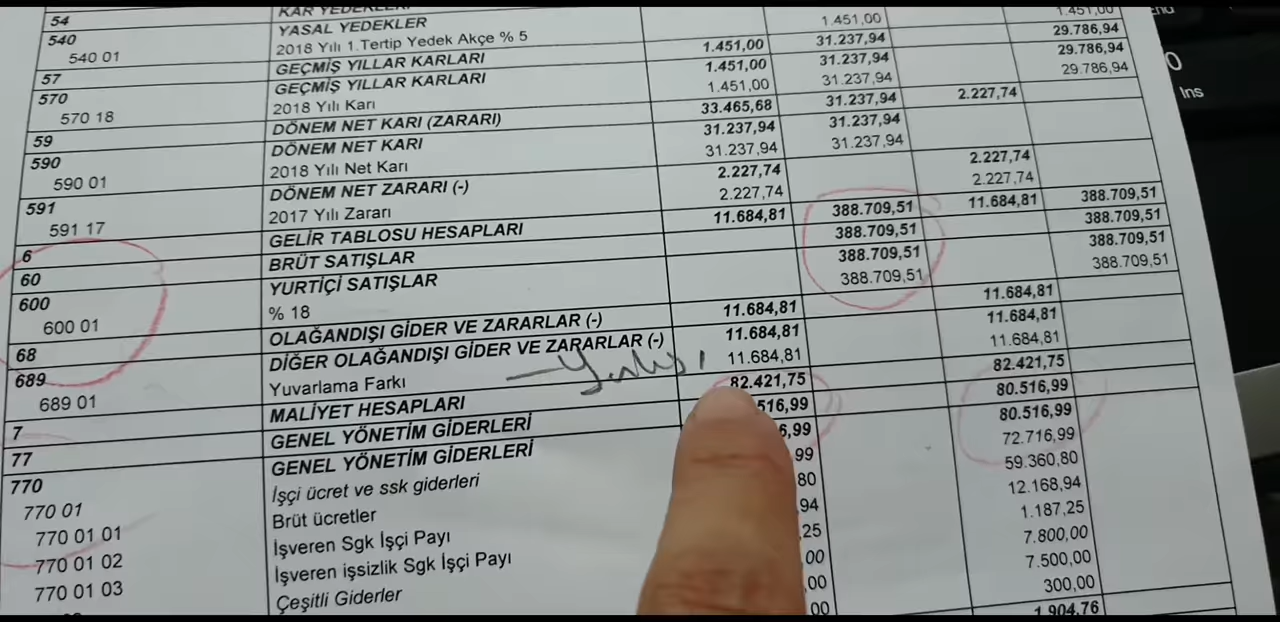 54 KAR YEDEKLERİ
540 YASAL YEDEKLER
540 01 2018 Yılı 1.Tertip Yedek Akçe % 5 1.451,00 1.451,00
57 GEÇMİŞ YILLAR KARLARI 1.451,00 31.237,94 29.786,94
570 GEÇMİŞ YILLAR KARLARI 1.451,00 31.237,94 29.786,94
570 18 2018 Yılı Karı 1.451,00 31.237,94 29.786,94
59 DÖNEM NET KARI (ZARARI) 33.465,68 31.237,94 2.227,74
590 DÖNEM NET KARI 31.237,94 31.237,94
590 01 2018 Yılı Net Karı 31.237,94 31.237,94
591 DÖNEM NET ZARARI (-) 2.227,74 2.227,74
591 17 2017 Yılı Zararı 2.227,74 2.227,74
6 GELİR TABLOSU HESAPLARI 11.684,81 388.709,51 11.684,81 388.709,51
60 BRÜT SATIŞLAR 388.709,51 388.709,51
600 YURTİÇİ SATIŞLAR 388.709,51 388.709,51
600 01 % 18 388.709,51 388.709,51
68 OLAĞANDIŞI GİDER VE ZARARLAR (-) 11.684,81 11.684,81
689 DİĞER OLAĞANDIŞI GİDER VE ZARARLAR (-) 11.684,81 11.684,81
689 01 Yuvarlama Farkı 11.684,81 11.684,81
7 MALİYET HESAPLARI 82.421,75 82.421,75
77 GENEL YÖNETİM GİDERLERİ 516,99 80.516,99
770 GENEL YÖNETİM GİDERLERİ 6,99 80.516,99
770 01 İşçi ücret ve ssk giderleri 99 72.716,99
770 01 01 Brüt ücretler 80 59.360,80
770 01 02 İşveren Sgk İşçi Payı ,94 12.168,94
770 01 03 İşveren işsizlik Sgk İşçi Payı ,25 1.187,25
Çeşitli Giderler ,00 7.800,00
,00 7.500,00
00 300,00
1.904,76
Ins